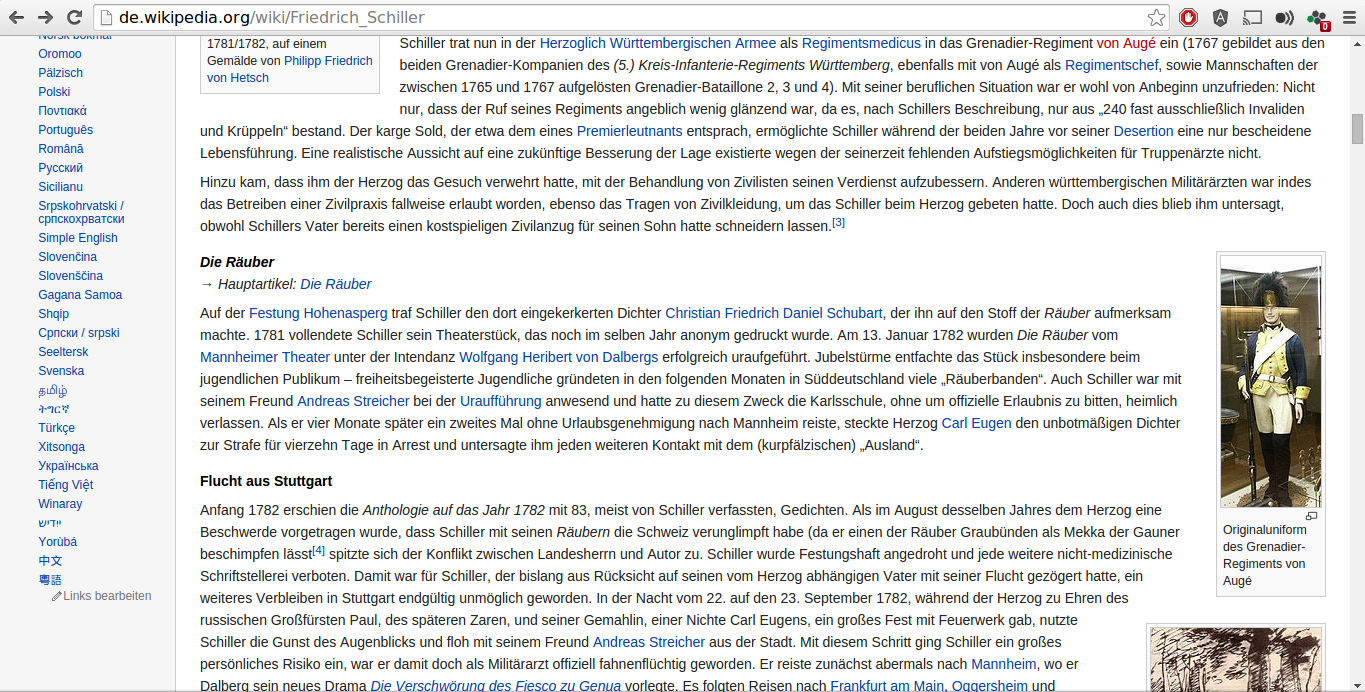 de.wikipedia.org/wiki/Friedrich_Schiller
0
Norsk bokmål
Oromoo
Pälzisch
Polski
Ποντιακά
Português
Română
Русский
Sicilianu
Srpskohrvatski /
српскохрватски
Simple English
Slovenčina
Slovenščina
Gagana Samoa
Shqip
Српски / srpski
Seeltersk
Svenska
தமிழ்
ትግርኛ
Türkçe
Xitsonga
Українська
Tiếng Việt
Winaray
ייִדיש
Yorùbá
中文
粵語
Links bearbeiten
1781/1782, auf einem
Gemälde von Philipp Friedrich
von Hetsch
Schiller trat nun in der Herzoglich Württembergischen Armee als Regimentsmedicus in das Grenadier-Regiment von Augé ein (1767 gebildet aus den
beiden Grenadier-Kompanien des (5.) Kreis-Infanterie-Regiments Württemberg, ebenfalls mit von Augé als Regimentschef, sowie Mannschaften der
zwischen 1765 und 1767 aufgelösten Grenadier-Bataillone 2, 3 und 4). Mit seiner beruflichen Situation war er wohl von Anbeginn unzufrieden: Nicht
nur, dass der Ruf seines Regiments angeblich wenig glänzend war, da es, nach Schillers Beschreibung, nur aus „240 fast ausschließlich Invaliden
und Krüppeln“ bestand. Der karge Sold, der etwa dem eines Premierleutnants entsprach, ermöglichte Schiller während der beiden Jahre vor seiner Desertion eine nur bescheidene
Lebensführung. Eine realistische Aussicht auf eine zukünftige Besserung der Lage existierte wegen der seinerzeit fehlenden Aufstiegsmöglichkeiten für Truppenärzte nicht.
Hinzu kam, dass ihm der Herzog das Gesuch verwehrt hatte, mit der Behandlung von Zivilisten seinen Verdienst aufzubessern. Anderen württembergischen Militärärzten war indes
das Betreiben einer Zivilpraxis fallweise erlaubt worden, ebenso das Tragen von Zivilkleidung, um das Schiller beim Herzog gebeten hatte. Doch auch dies blieb ihm untersagt,
obwohl Schillers Vater bereits einen kostspieligen Zivilanzug für seinen Sohn hatte schneidern lassen.[3]
Die Räuber
→ Hauptartikel: Die Räuber
Auf der Festung Hohenasperg traf Schiller den dort eingekerkerten Dichter Christian Friedrich Daniel Schubart, der ihn auf den Stoff der Räuber aufmerksam
machte. 1781 vollendete Schiller sein Theaterstück, das noch im selben Jahr anonym gedruckt wurde. Am 13. Januar 1782 wurden Die Räuber vom
Mannheimer Theater unter der Intendanz Wolfgang Heribert von Dalbergs erfolgreich uraufgeführt. Jubelstürme entfachte das Stück insbesondere beim
jugendlichen Publikum – freiheitsbegeisterte Jugendliche gründeten in den folgenden Monaten in Süddeutschland viele „Räuberbanden“. Auch Schiller war mit
seinem Freund Andreas Streicher bei der Uraufführung anwesend und hatte zu diesem Zweck die Karlsschule, ohne um offizielle Erlaubnis zu bitten, heimlich
verlassen. Als er vier Monate später ein zweites Mal ohne Urlaubsgenehmigung nach Mannheim reiste, steckte Herzog Carl Eugen den unbotmäßigen Dichter
zur Strafe für vierzehn Tage in Arrest und untersagte ihm jeden weiteren Kontakt mit dem (kurpfälzischen) „Ausland“.
Flucht aus Stuttgart
Anfang 1782 erschien die Anthologie auf das Jahr 1782 mit 83, meist von Schiller verfassten, Gedichten. Als im August desselben Jahres dem Herzog eine
Beschwerde vorgetragen wurde, dass Schiller mit seinen Räubern die Schweiz verunglimpft habe (da er einen der Räuber Graubünden als Mekka der Gauner
beschimpfen lässt[4] spitzte sich der Konflikt zwischen Landesherrn und Autor zu. Schiller wurde Festungshaft angedroht und jede weitere nicht-medizinische
Schriftstellerei verboten. Damit war für Schiller, der bislang aus Rücksicht auf seinen vom Herzog abhängigen Vater mit seiner Flucht gezögert hatte, ein
weiteres Verbleiben in Stuttgart endgültig unmöglich geworden. In der Nacht vom 22. auf den 23. September 1782, während der Herzog zu Ehren des
russischen Großfürsten Paul, des späteren Zaren, und seiner Gemahlin, einer Nichte Carl Eugens, ein großes Fest mit Feuerwerk gab, nutzte
Schiller die Gunst des Augenblicks und floh mit seinem Freund Andreas Streicher aus der Stadt. Mit diesem Schritt ging Schiller ein großes
persönliches Risiko ein, war er damit doch als Militärarzt offiziell fahnenflüchtig geworden. Er reiste zunächst abermals nach Mannheim, wo er
Dalberg sein neues Drama Die Verschwörung des Fiesco zu Genua vorlegte. Es folgten Reisen nach Frankfurt am Main, Oggersheim und
Originaluniform
des Grenadier-
Regiments von
Augé